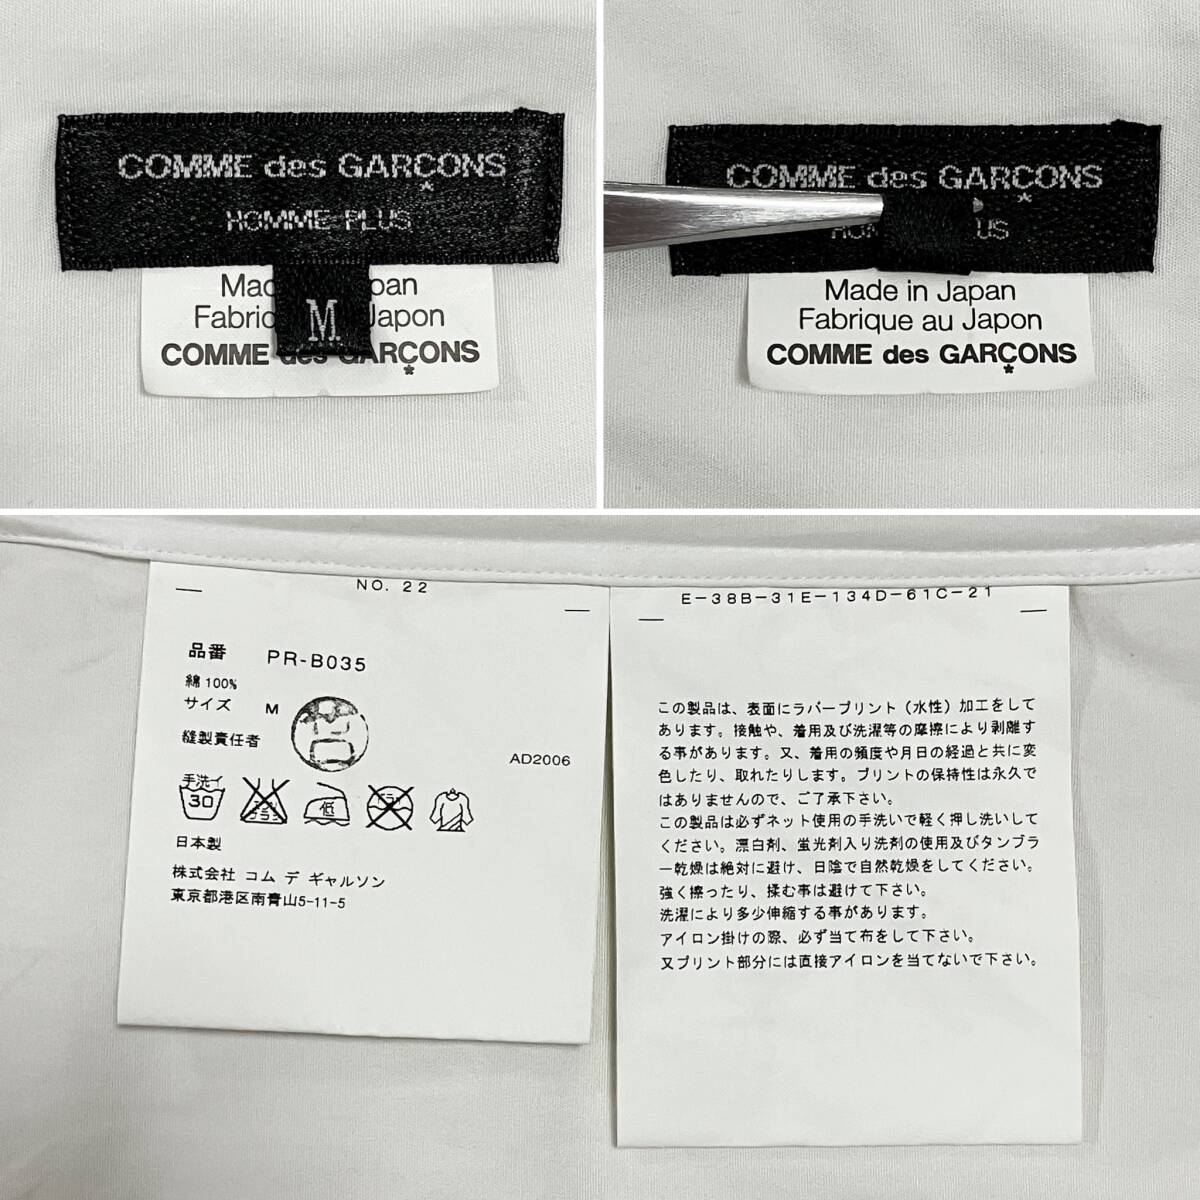 COMME des GARÇONS
HOMME PLUS
M
COMME des GARÇONS
COMME des GARÇONS
Made in Japan
Fabrique au Japon
COMME des GARÇONS
NO. 22
品番 PR-B035
綿 100%
サイズ M
縫製責任者
AD2006
手洗イ
30
低
日本製
株式会社 コム デ ギャルソン
東京都港区南青山5-11-5
E-38B-31E-134D-61C-21
この製品は、表面にラバープリント（水性）加工をして
あります。接触や、着用及び洗濯等の摩擦により剥離す
る事があります。又、着用の頻度や月日の経過と共に変
色したり、取れたりします。プリントの保持性は永久で
はありませんので、ご了承下さい。
この製品は必ずネット使用の手洗いで軽く押し洗いして
ください。漂白剤、蛍光剤入り洗剤の使用及びタンブラ
ー乾燥は絶対に避け、日陰で自然乾燥をしてください。
強く擦ったり、揉む事は避けて下さい。
洗濯により多少伸縮する事があります。
アイロン掛けの際、必ず当て布をして下さい。
又プリント部分には直接アイロンを当てないで下さい。